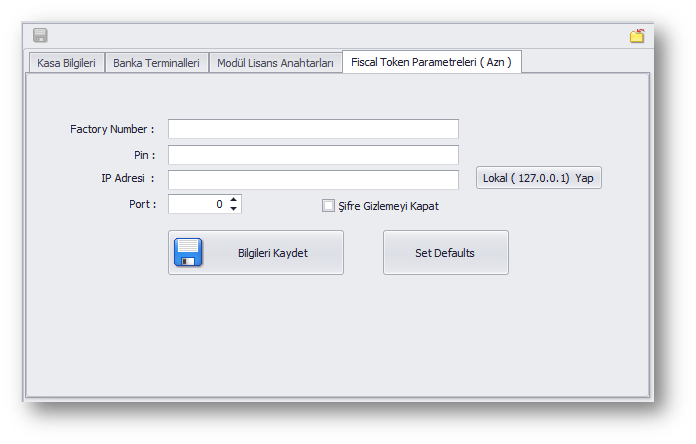 Kasa Bilgileri Banka Terminalleri Modül Lisans Anahtarları Fiscal Token Parametreleri ( Azn )
Factory Number :
Pin :
IP Adresi : Lokal ( 127.0.0.1) Yap
Port : 0 Şifre Gizlemeyi Kapat
Bilgileri Kaydet Set Defaults